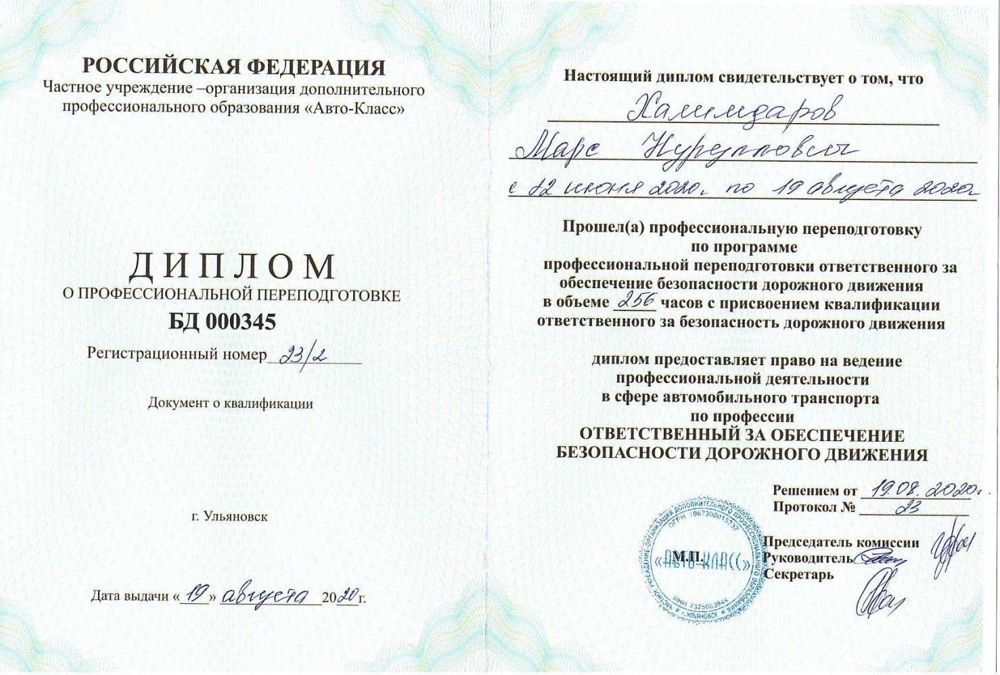 РОССИЙСКАЯ ФЕДЕРАЦИЯ
Частное учреждение –организация дополнительного
профессионального образования «Авто-Класс»
ДИПЛОМ
О ПРОФЕССИОНАЛЬНОЙ ПЕРЕПОДГОТОВКЕ
БД 000345
Регистрационный номер 23/2
Документ о квалификации
г. Ульяновск
Дата выдачи «19» августа 2020г.
Настоящий диплом свидетельствует о том, что
Халимдаров
Марс Нуруллович
с 12 июня 2020г. по 19 августа 2020г.
Прошел(а) профессиональную переподготовку
по программе
профессиональной переподготовки ответственного за
обеспечение безопасности дорожного движения
в объеме 256 часов с присвоением квалификации
ответственного за безопасность дорожного движения
диплом предоставляет право на ведение
профессиональной деятельности
в сфере автомобильного транспорта
по профессии
ОТВЕТСТВЕННЫЙ ЗА ОБЕСПЕЧЕНИЕ
БЕЗОПАСНОСТИ ДОРОЖНОГО ДВИЖЕНИЯ
Решением от 19.08.2020г.
Протокол № 23
Председатель комиссии
Руководитель
Секретарь
М.П.
«АВТО-КЛАСС»
ЧАСТНОЕ УЧРЕЖДЕНИЕ-ОРГАНИЗАЦИЯ ДОПОЛНИТЕЛЬНОГО ПРОФЕССИОНАЛЬНОГО ОБРАЗОВАНИЯ
г.УЛЬЯНОВСК
ОГРН 1067300015232
ИНН 7325063944